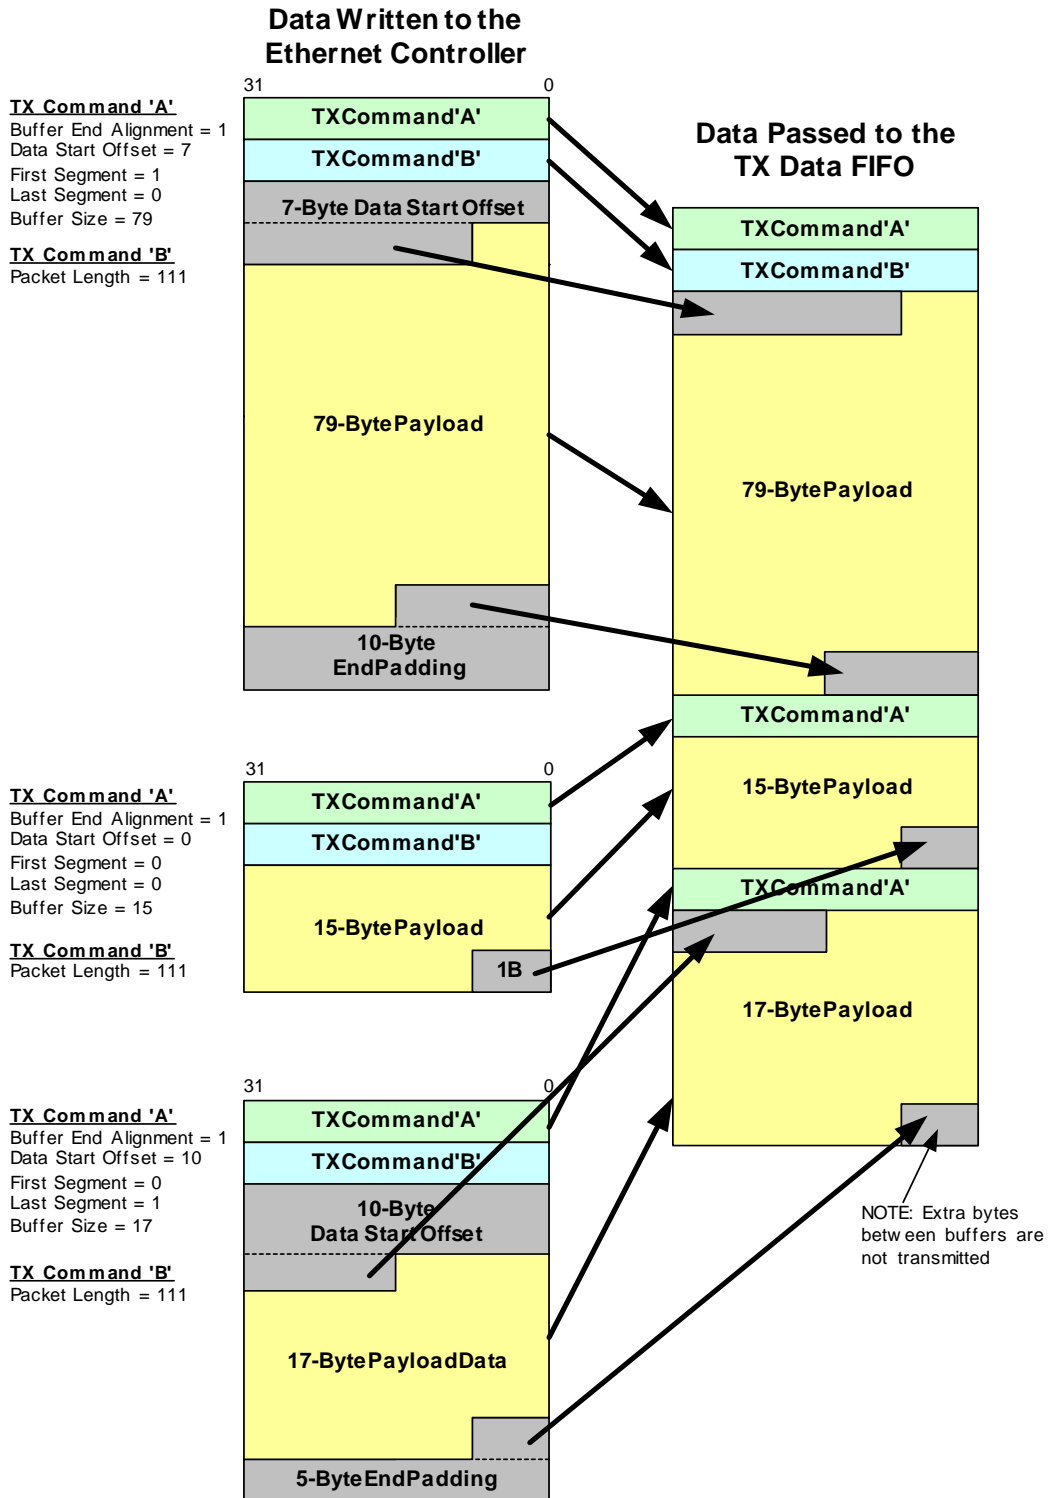 Data Written to the
Ethernet Controller
31 0
TX Command 'A'
Buffer End Alignment = 1
Data Start Offset = 7
First Segment = 1
Last Segment = 0
Buffer Size = 79
TX Command 'B'
Packet Length = 111
TXCommand'A'
TXCommand'B'
7-Byte Data Start Offset
79-BytePayload
10-Byte
EndPadding
Data Passed to the
TX Data FIFO
TXCommand'A'
TXCommand'B'
79-BytePayload
TXCommand'A'
15-BytePayload
TXCommand'A'
17-BytePayload
NOTE: Extra bytes
between buffers are
not transmitted
31 0
TX Command 'A'
Buffer End Alignment = 1
Data Start Offset = 0
First Segment = 0
Last Segment = 0
Buffer Size = 15
TX Command 'B'
Packet Length = 111
TXCommand'A'
TXCommand'B'
15-BytePayload
1B
31 0
TX Command 'A'
Buffer End Alignment = 1
Data Start Offset = 10
First Segment = 0
Last Segment = 1
Buffer Size = 17
TX Command 'B'
Packet Length = 111
TXCommand'A'
TXCommand'B'
10-Byte
Data Start Offset
17-BytePayloadData
5-ByteEndPadding